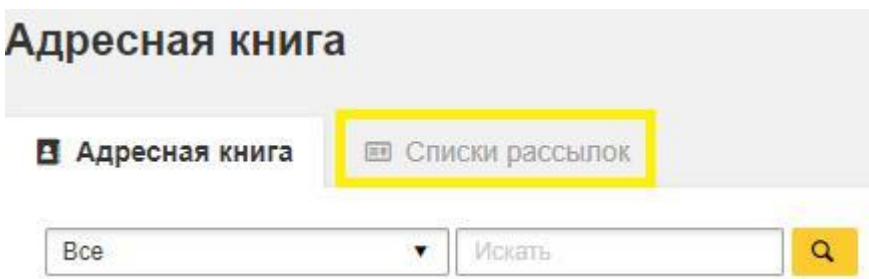 Адресная книга
Адресная книга Списки рассылок
Все Искать